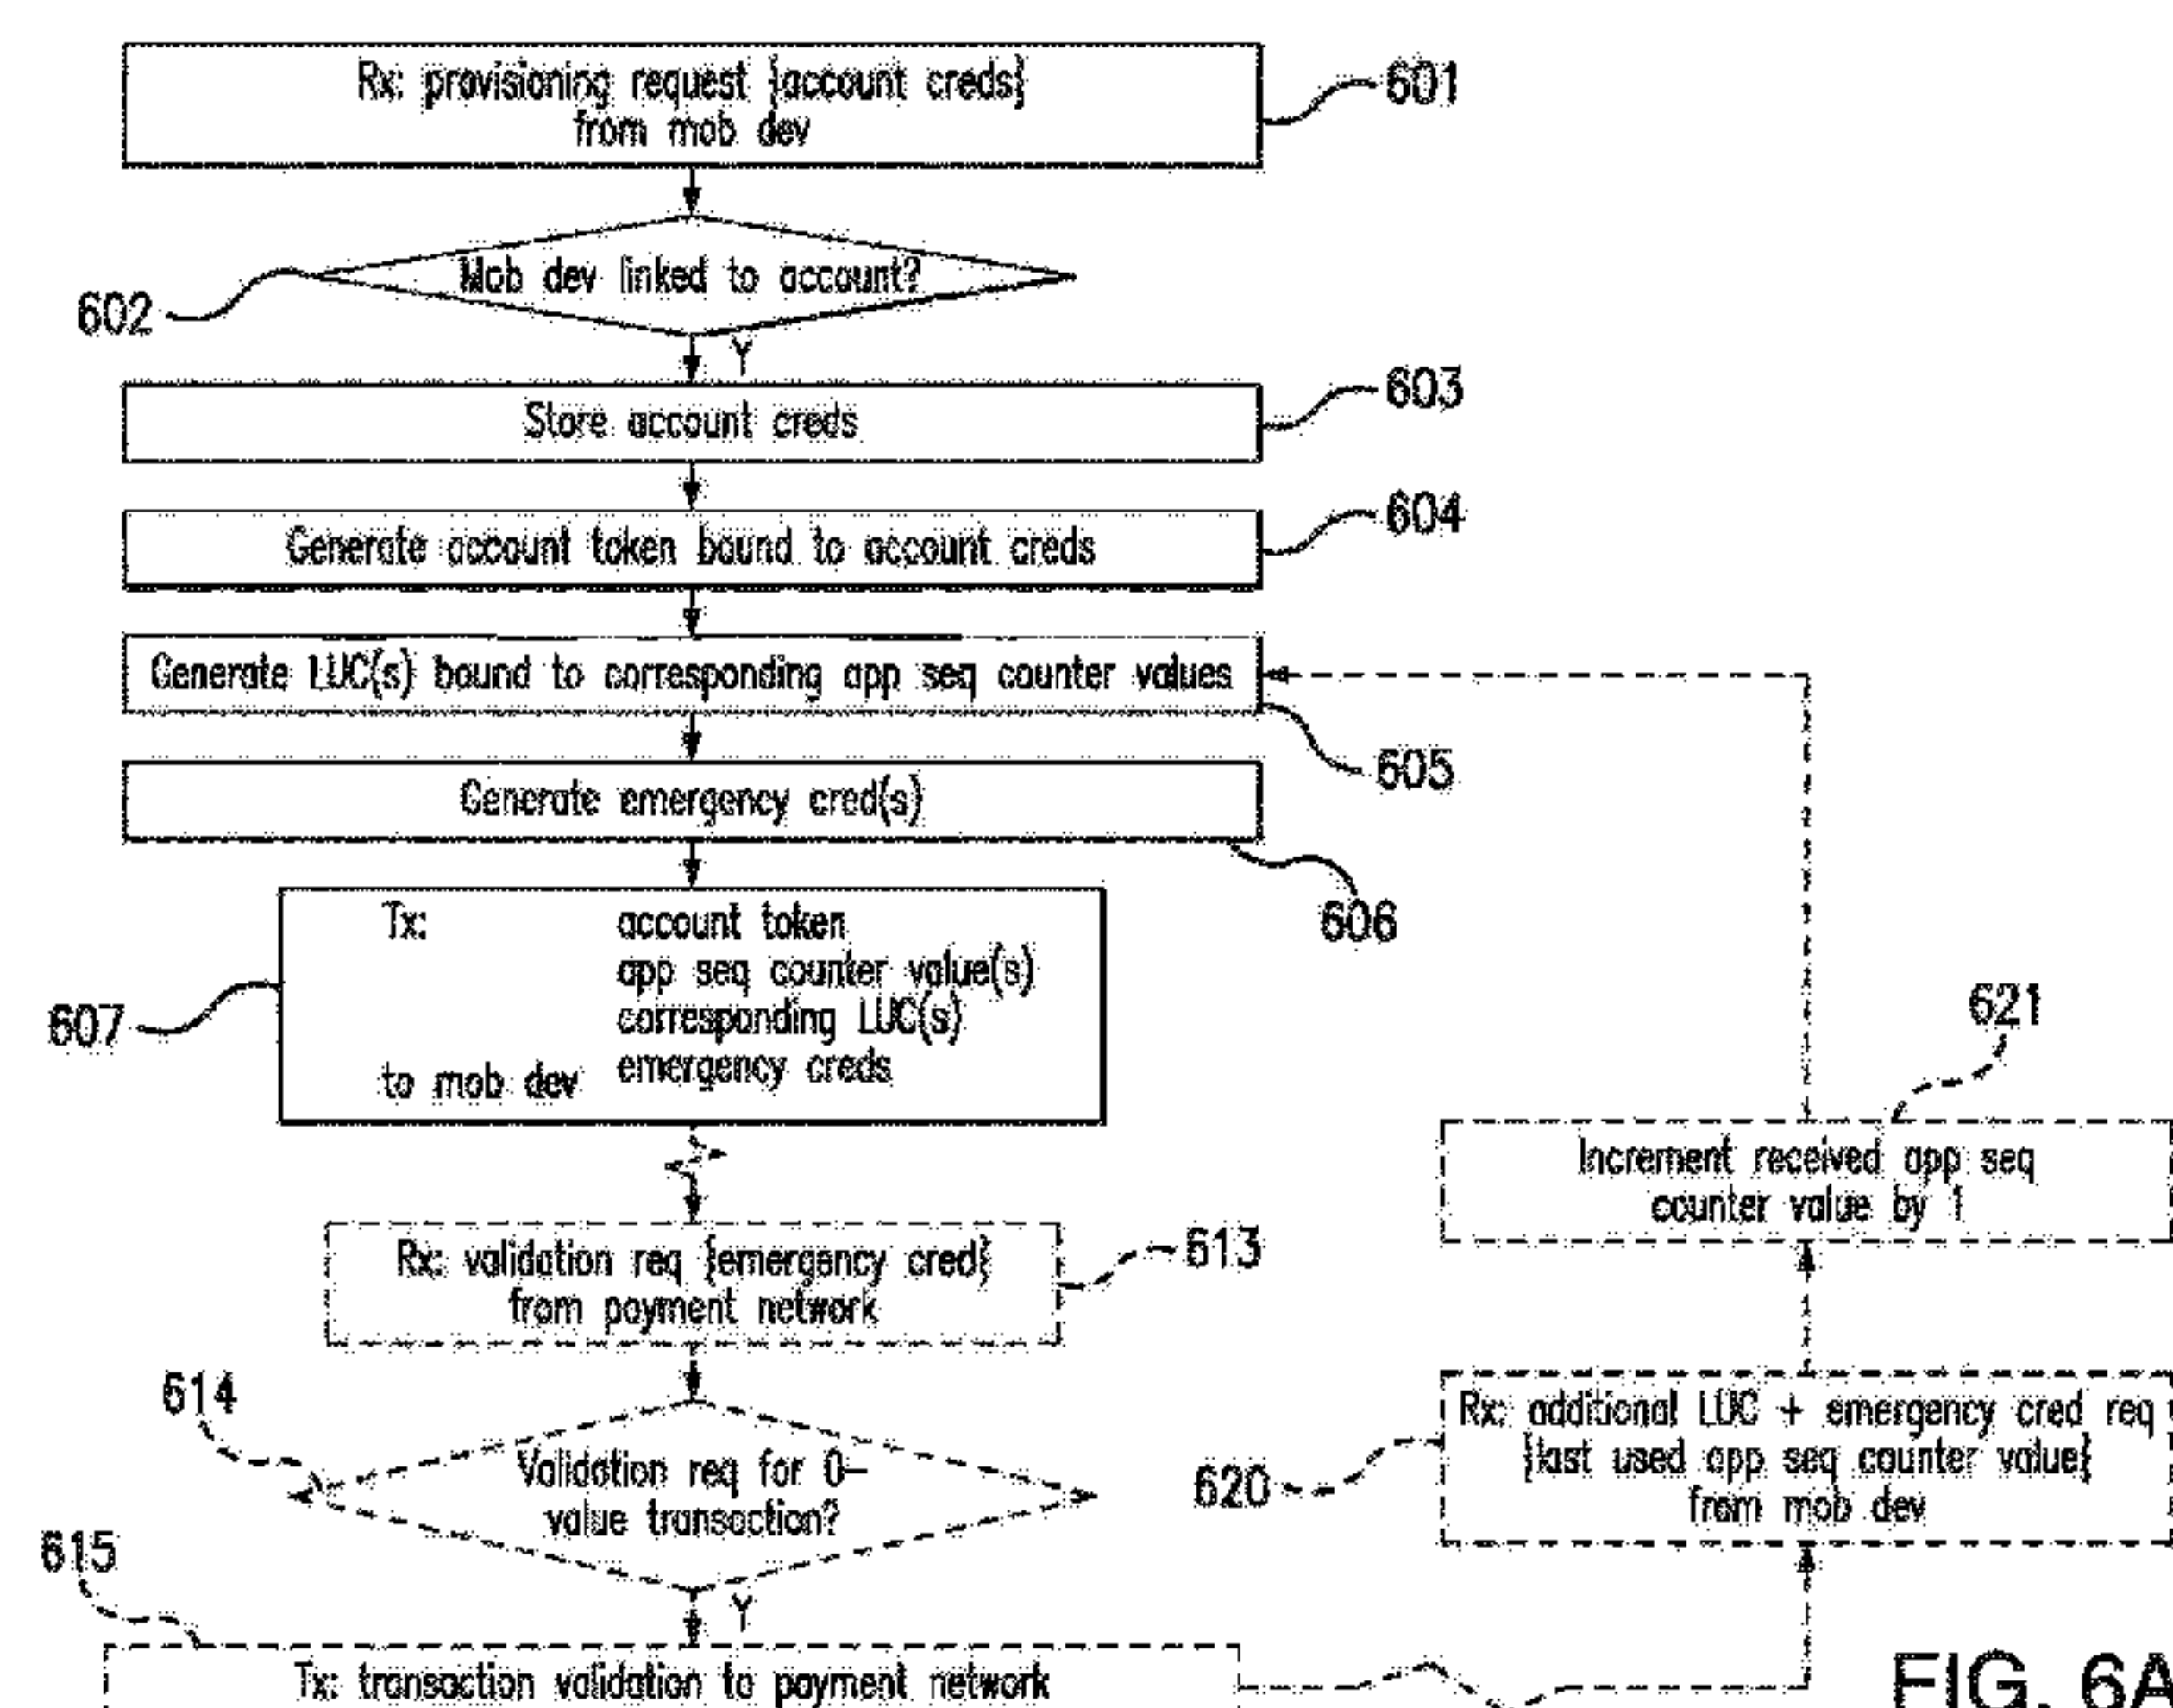 Rx: provisioning request {account creds}
from mob dev
601
Mob dev linked to account?
602
Y
Store account creds
603
Generate account token bound to account creds
604
Generate LUC(s) bound to corresponding app seq counter values
605
Generate emergency cred(s)
606
Tx: account token
app seq counter value(s)
corresponding LUC(s)
to mob dev emergency creds
607
621
Increment received app seq
counter value by 1
Rx: validation req {emergency cred}
from payment network
613
614
Validation req for 0-
value transaction?
Rx: additional LUC + emergency cred req
{last used app seq counter value}
from mob dev
620
615
Y
Tx: transaction validation to payment network
FIG. 6A